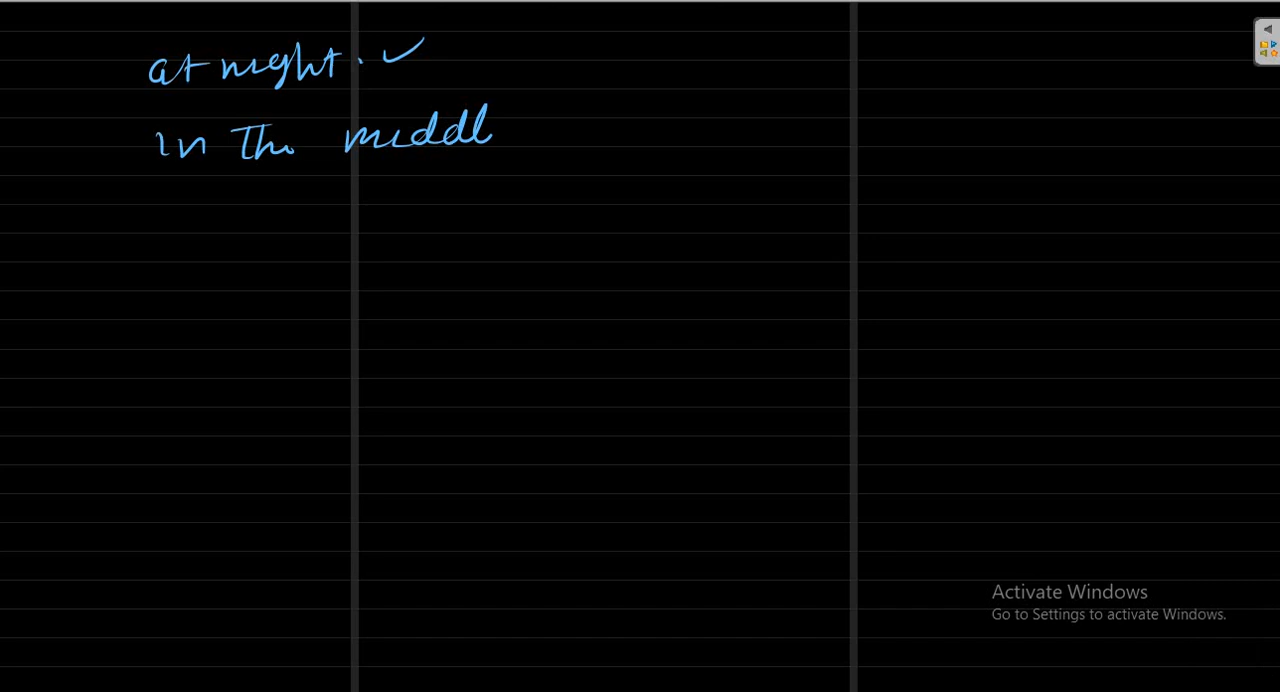 at night. ✓
in The middl
Activate Windows
Go to Settings to activate Windows.